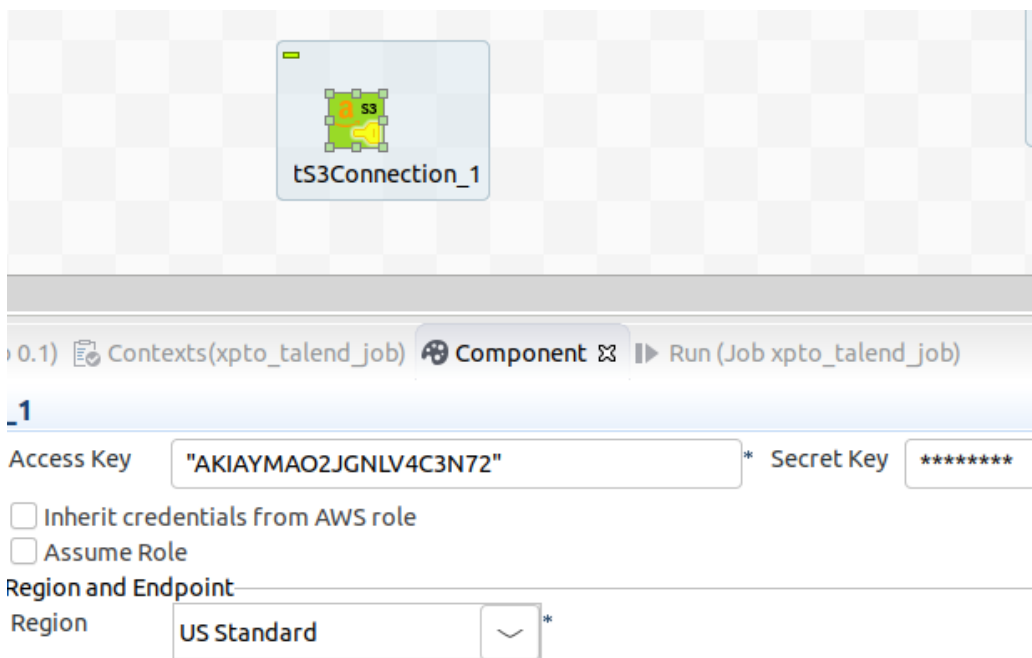 a S3
tS3Connection_1
0.1) Contexts(xpto_talend_job) Component Run (Job xpto_talend_job)
_1
Access Key "AKIAYMAO2JGNLV4C3N72" * Secret Key ********
Inherit credentials from AWS role
Assume Role
Region and Endpoint
Region US Standard *